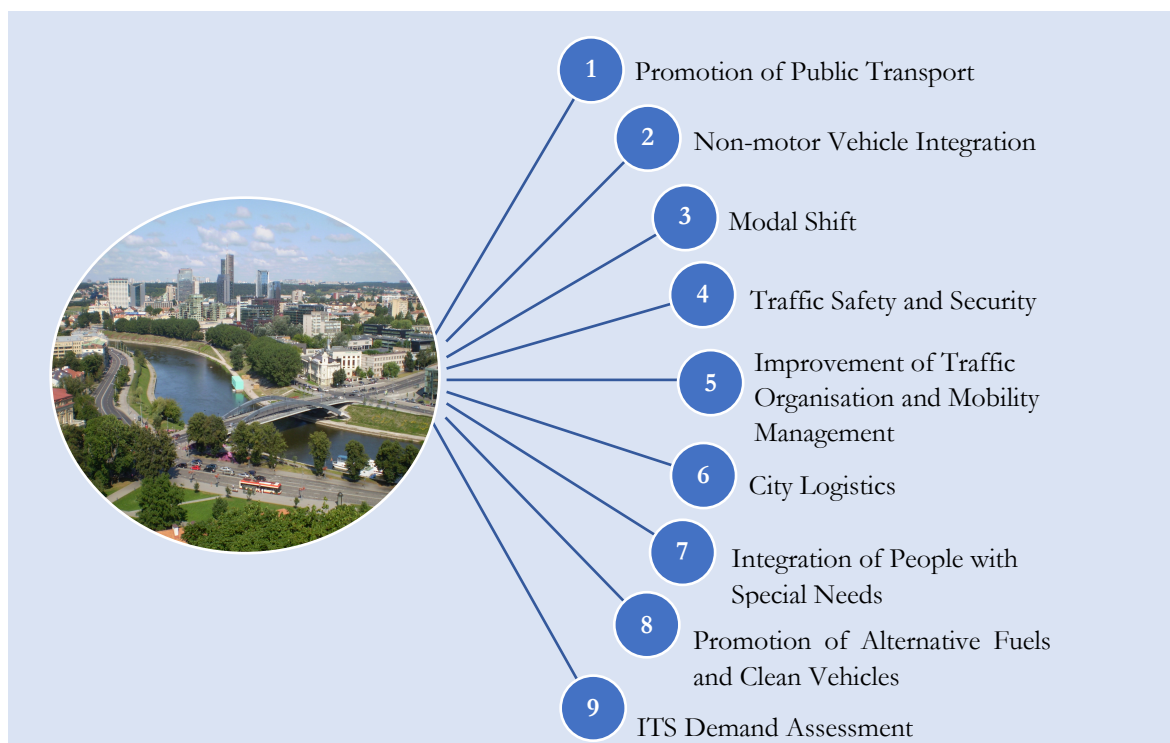 1
Promotion of Public Transport
2
Non-motor Vehicle Integration
3
Modal Shift
4
Traffic Safety and Security
5
Improvement of Traffic
Organisation and Mobility
Management
6
City Logistics
7
Integration of People with
Special Needs
8
Promotion of Alternative Fuels
and Clean Vehicles
9
ITS Demand Assessment